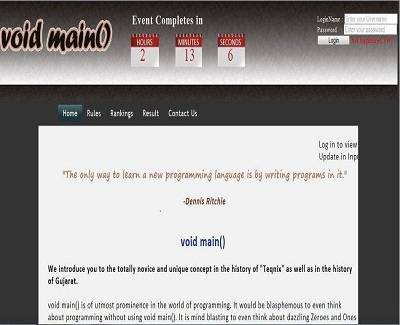 void main()
Event Completes in
HOURS MINUTES SECONDS
2 13 6
LoginName : Enter your Username
Password Enter your password
Login
Home Rules Rankings Result Contact Us
Log in to view
Update in Inp
"The only way to learn a new programming language is by writing programs in it."
-Dennis Ritchie
void main()
We introduce you to the totally novice and unique concept in the history of "Teqnix" as well as in the history
of Gujarat.
void main() is of utmost prominence in the world of programming. It would be blasphemous to even think
about programming without using void main(). It is mind blasting to even think about dazzling Zeroes and Ones